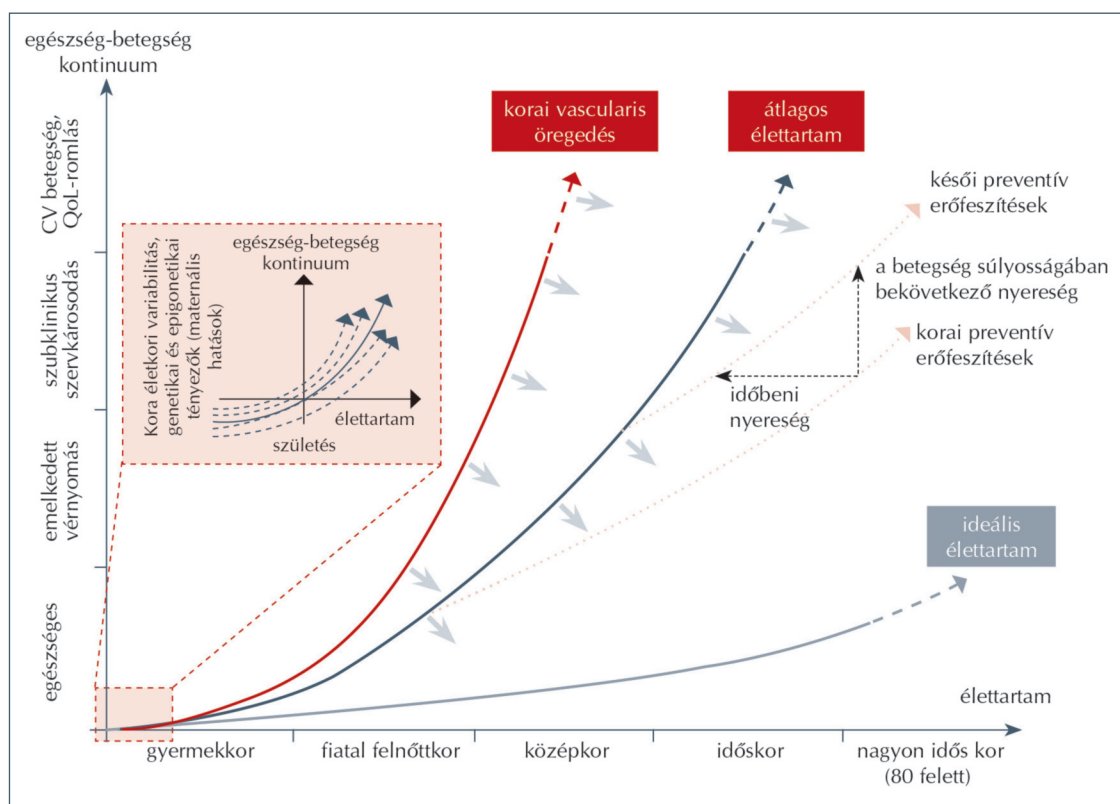 egészség-betegség
kontinuum
CV betegség,
QoL-romlás
szubklinikus
szervkárosodás
emelkedett
vérnyomás
egészséges
korai vascularis
öregedés
átlagos
élettartam
késői preventív
erőfeszítések
a betegség súlyosságában
bekövetkező nyereség
korai preventív
erőfeszítések
időbeni
nyereség
ideális
élettartam
Kora életkori variabilitás,
genetikai és epigonetikai
tényezők (maternális
hatások)
egészség-betegség
kontinuum
élettartam
születés
élettartam
gyermekkor
fiatal felnőttkor
középkor
időskor
nagyon idős kor
(80 felett)